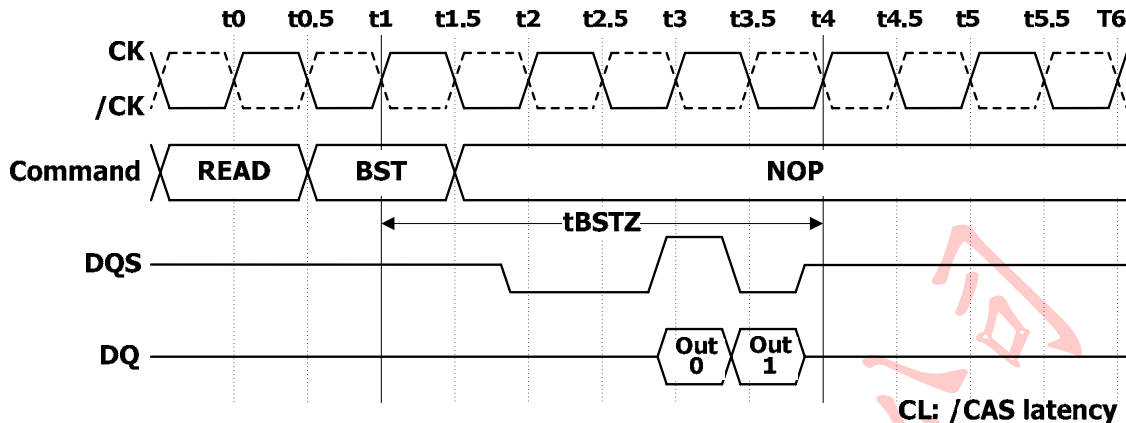 t0 t0.5 t1 t1.5 t2 t2.5 t3 t3.5 t4 t4.5 t5 t5.5 T6
CK
/CK
Command READ BST NOP
tBSTZ
DQS
DQ Out 0 Out 1
CL: /CAS latency